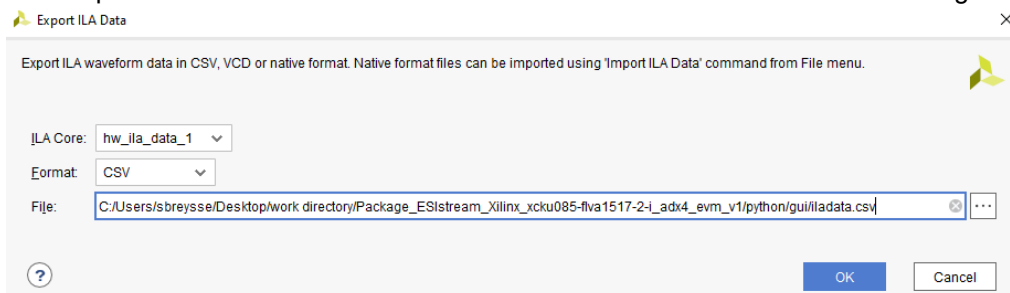 Export ILA Data
Export ILA waveform data in CSV, VCD or native format. Native format files can be imported using 'Import ILA Data' command from File menu.
ILA Core: hw_ila_data_1
Format: CSV
File: C:/Users/sbreysse/Desktop/work directory/Package_ESIstream_Xilinx_xcku085-flva1517-2-i_adx4_evm_v1/python/gui/iladata.csv
? OK Cancel